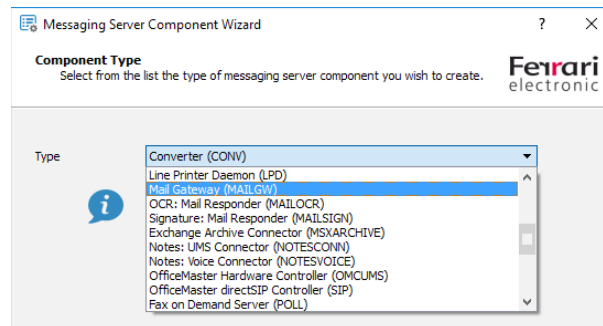 Messaging Server Component Wizard ? ×
Component Type
Select from the list the type of messaging server component you wish to create.
Ferrari
electronic
Type
Converter (CONV)
Line Printer Daemon (LPD)
Mail Gateway (MAILGW)
OCR: Mail Responder (MAILOCR)
Signature: Mail Responder (MAILSIGN)
Exchange Archive Connector (MSXARCHIVE)
Notes: UMS Connector (NOTESCONN)
Notes: Voice Connector (NOTESVOICE)
OfficeMaster Hardware Controller (OMCUMS)
OfficeMaster directSIP Controller (SIP)
Fax on Demand Server (POLL)